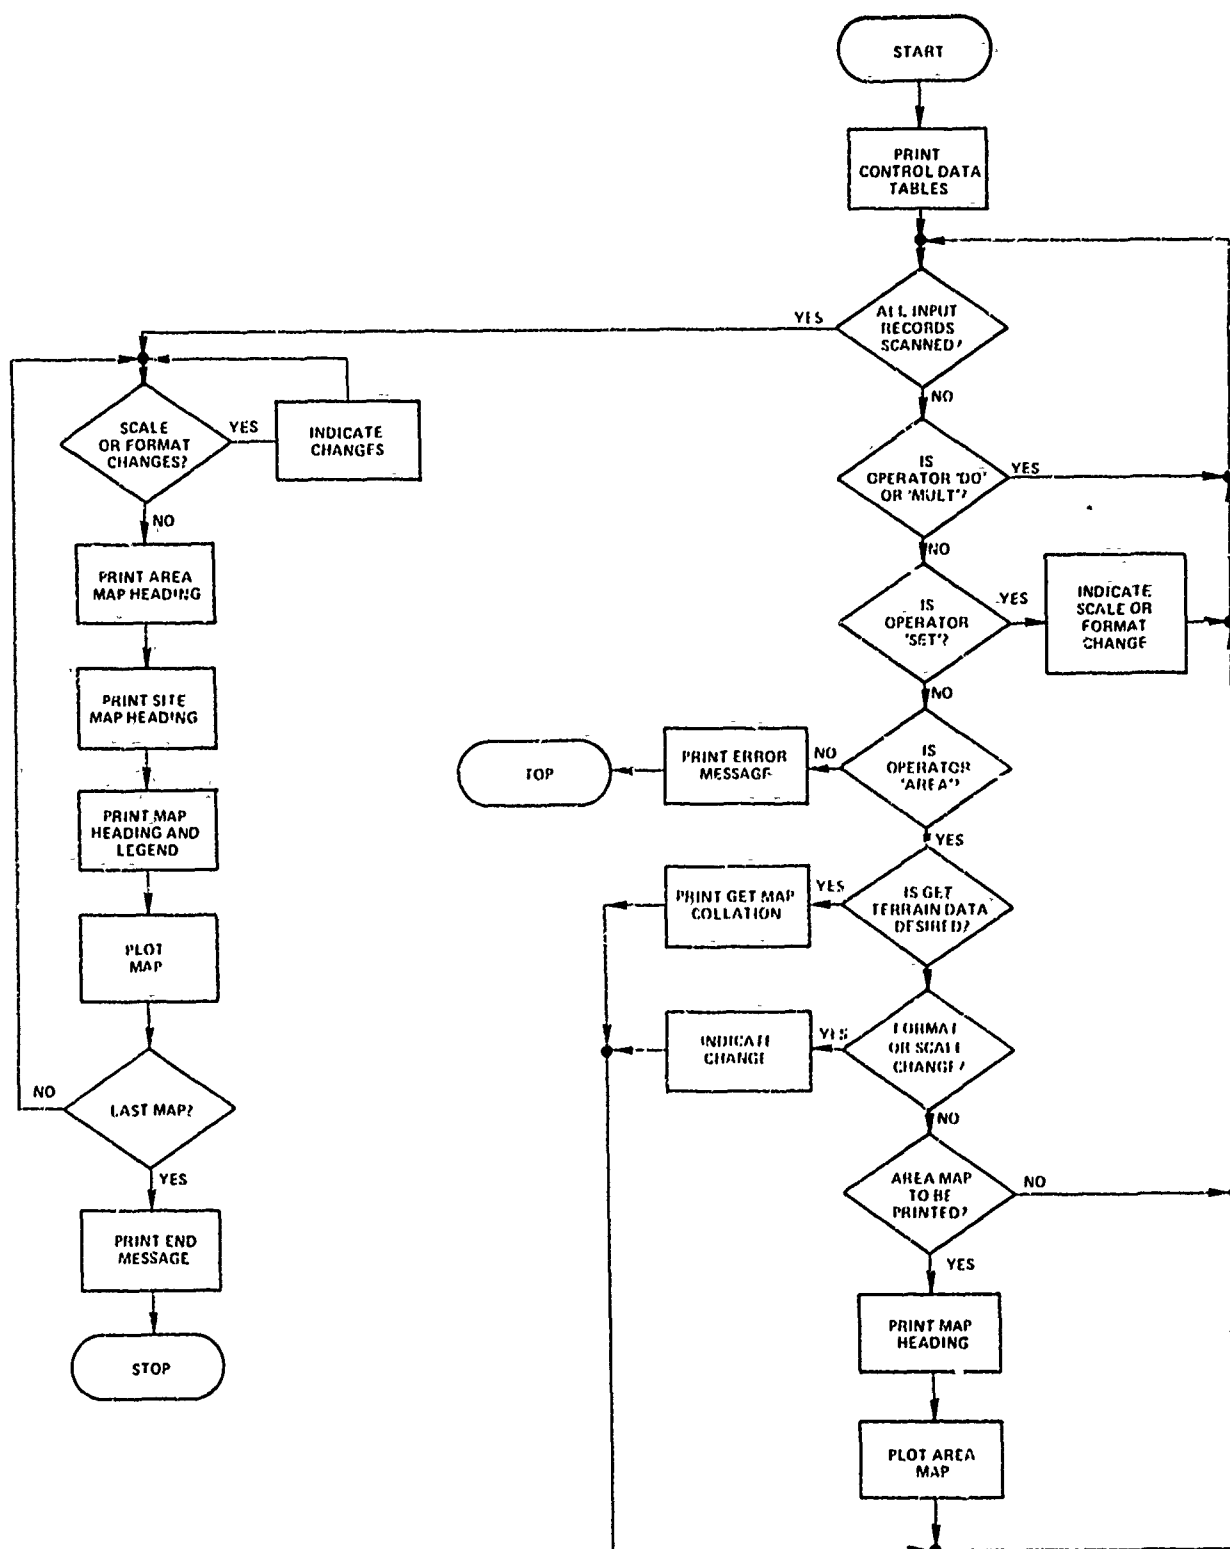 START
PRINT
CONTROL DATA
TABLES
YES
ALL INPUT
RECORDS
SCANNED?
NO
SCALE
OR FORMAT
CHANGES?
YES
INDICATE
CHANGES
NO
IS
OPERATOR 'DO'
OR 'MULT'?
YES
NO
PRINT AREA
MAP HEADING
IS
OPERATOR
'SET'?
YES
INDICATE
SCALE OR
FORMAT
CHANGE
NO
PRINT SITE
MAP HEADING
TOP
PRINT ERROR
MESSAGE
NO
IS
OPERATOR
'AREA'?
YES
PRINT MAP
HEADING AND
LEGEND
PRINT GET MAP
COLLATION
YES
IS GET
TERRAIN DATA
DESIRED?
PLOT
MAP
INDICATE
CHANGE
YES
FORMAT
OR SCALE
CHANGE?
NO
NO
LAST MAP?
YES
AREA MAP
TO BE
PRINTED?
NO
YES
PRINT END
MESSAGE
PRINT MAP
HEADING
STOP
PLOT AREA
MAP